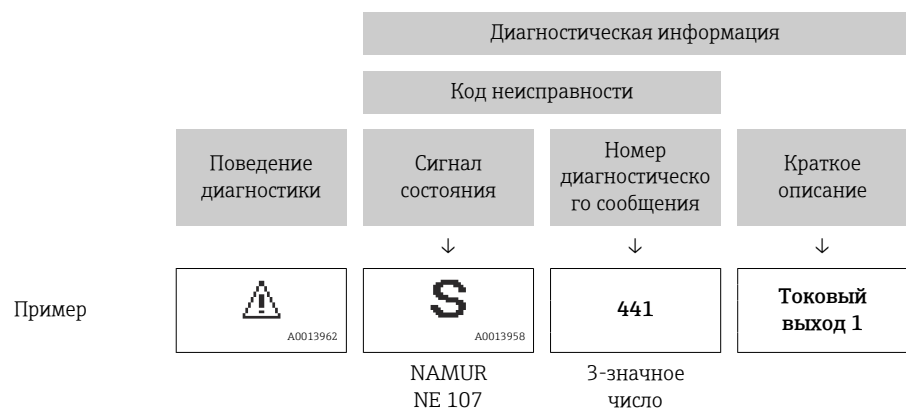 Диагностическая информация
Код неисправности
Поведение
диагностики
Сигнал
состояния
Номер
диагностическо
го сообщения
Краткое
описание
↓ ↓ ↓
Пример
A0013962
S
A0013958
441
Токовый
выход 1
NAMUR
NE 107
3-значное
число